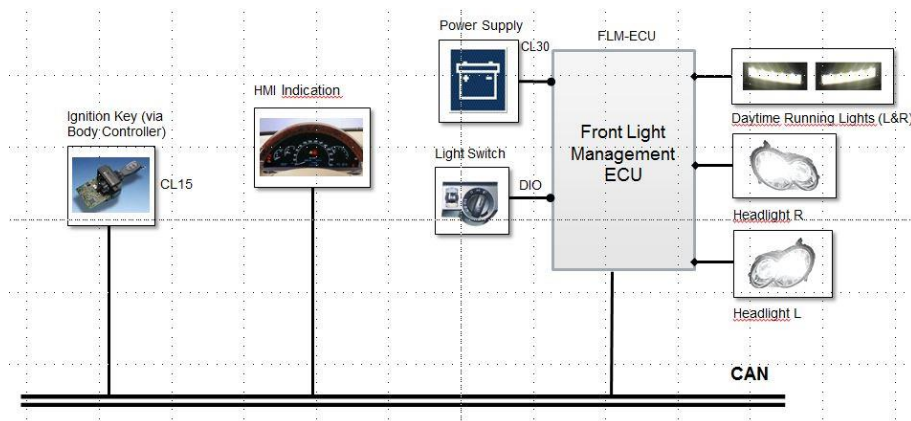 Power Supply
CL30
FLM-ECU
HMI Indication
Ignition Key (via
Body Controller)
CL15
Light Switch
DIO
Front Light
Management
ECU
Daytime Running Lights (L&R)
Headlight R
Headlight L
CAN